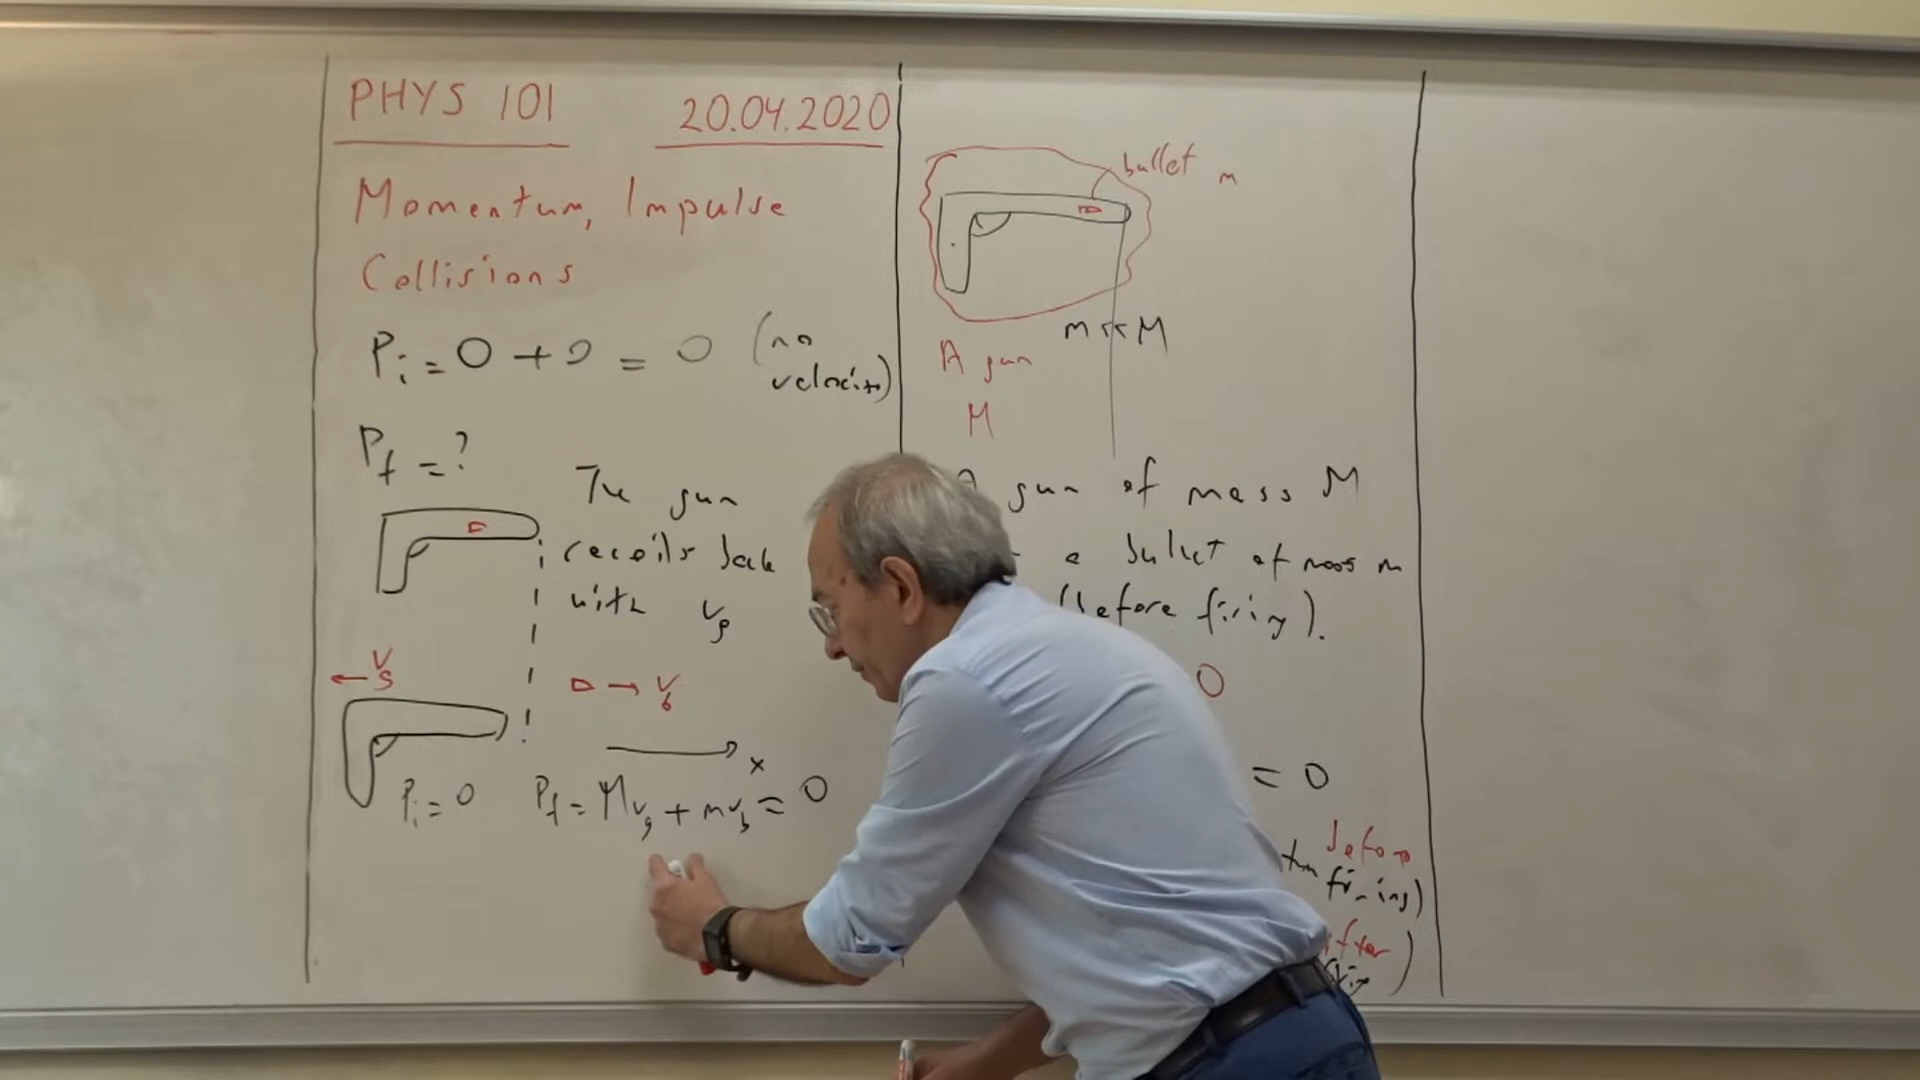 PHYS 101 20.04.2020
Momentum, Impulse
Collisions
Pi = 0 + 0 = 0 (no velocity)
Pf = ?
The gun
recoils back
with vg
vg
▷ → vb
x
Pi = 0 Pf = Mvg + mvb = 0
bullet m
m << M
A gun
M
A gun of mass M
a bullet of mass m
(before firing).
0
= 0
before
firing)
after